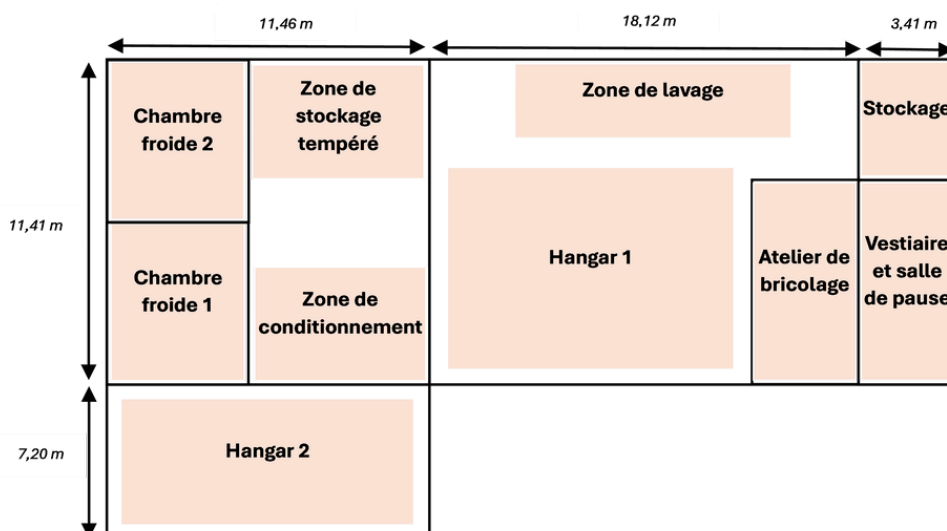 11,46 m
18,12 m
3,41 m
Chambre
froide 2
Zone de
stockage
tempéré
Zone de lavage
Stockage
11,41 m
Chambre
froide 1
Zone de
conditionnement
Hangar 1
Atelier de
bricolage
Vestiaire
et salle
de pause
7,20 m
Hangar 2